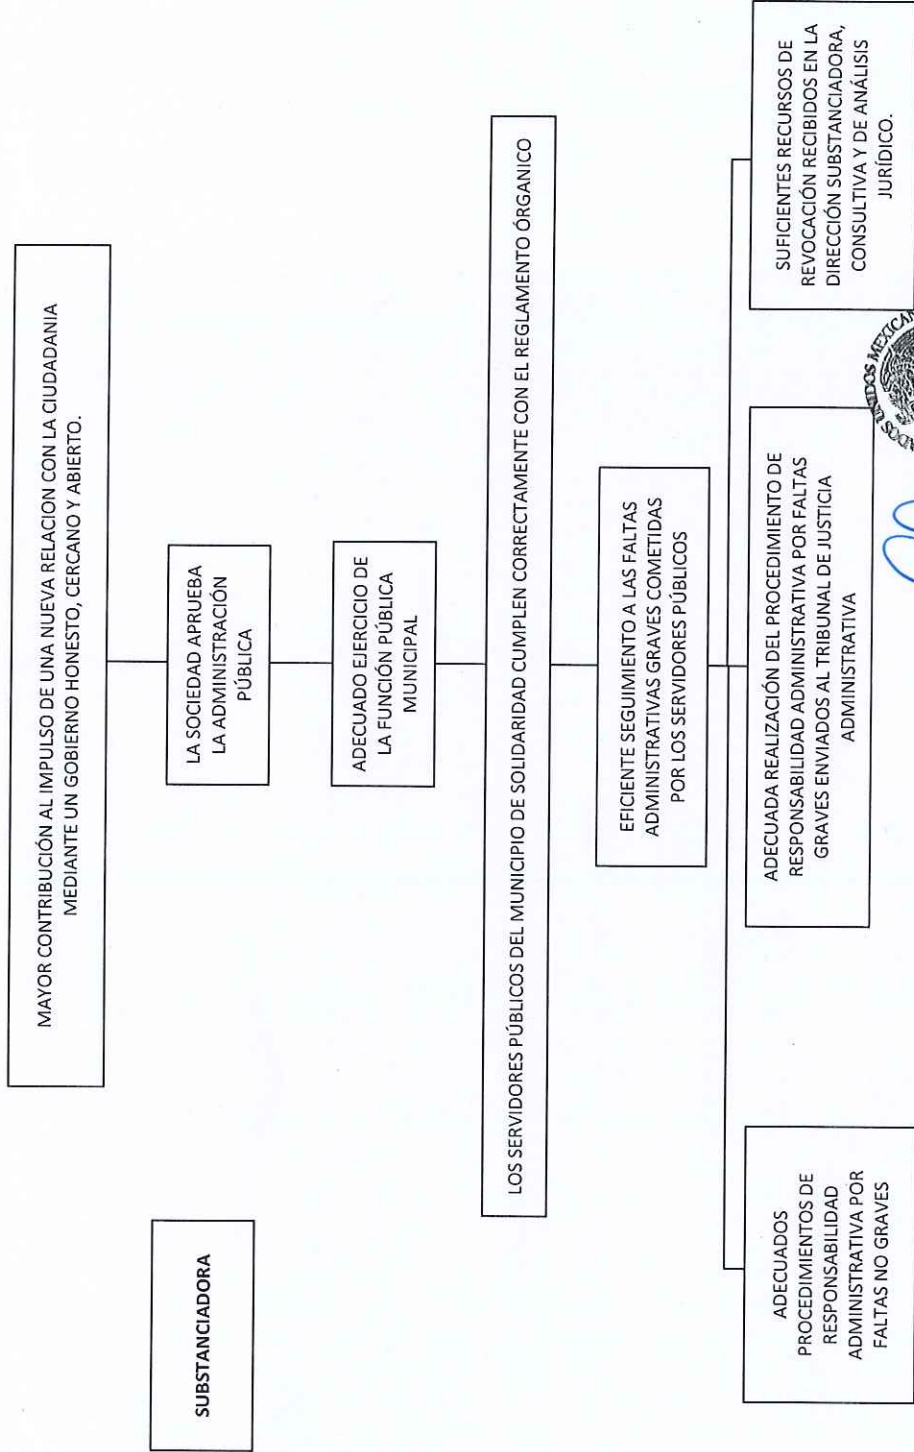 MAYOR CONTRIBUCIÓN AL IMPULSO DE UNA NUEVA RELACION CON LA CIUDADANIA
MEDIANTE UN GOBIERNO HONESTO, CERCANO Y ABIERTO.
SUBSTANCIADORA
LA SOCIEDAD APRUEBA
LA ADMINISTRACIÓN
PÚBLICA
ADECUADO EJERCICIO DE
LA FUNCIÓN PÚBLICA
MUNICIPAL
LOS SERVIDORES PÚBLICOS DEL MUNICIPIO DE SOLIDARIDAD CUMPLEN CORRECTAMENTE CON EL REGLAMENTO ÓRGANICO
EFICIENTE SEGUIMIENTO A LAS FALTAS
ADMINISTRATIVAS GRAVES COMETIDAS
POR LOS SERVIDORES PÚBLICOS
ADECUADOS
PROCEDIMIENTOS DE
RESPONSABILIDAD
ADMINISTRATIVA POR
FALTAS NO GRAVES
ADECUADA REALIZACIÓN DEL PROCEDIMIENTO DE
RESPONSABILIDAD ADMINISTRATIVA POR FALTAS
GRAVES ENVIADOS AL TRIBUNAL DE JUSTICIA
ADMINISTRATIVA
SUFICIENTES RECURSOS DE
REVOCACIÓN RECIBIDOS EN LA
DIRECCIÓN SUBSTANCIADORA,
CONSULTIVA Y DE ANÁLISIS
JURÍDICO.
UNIDOS